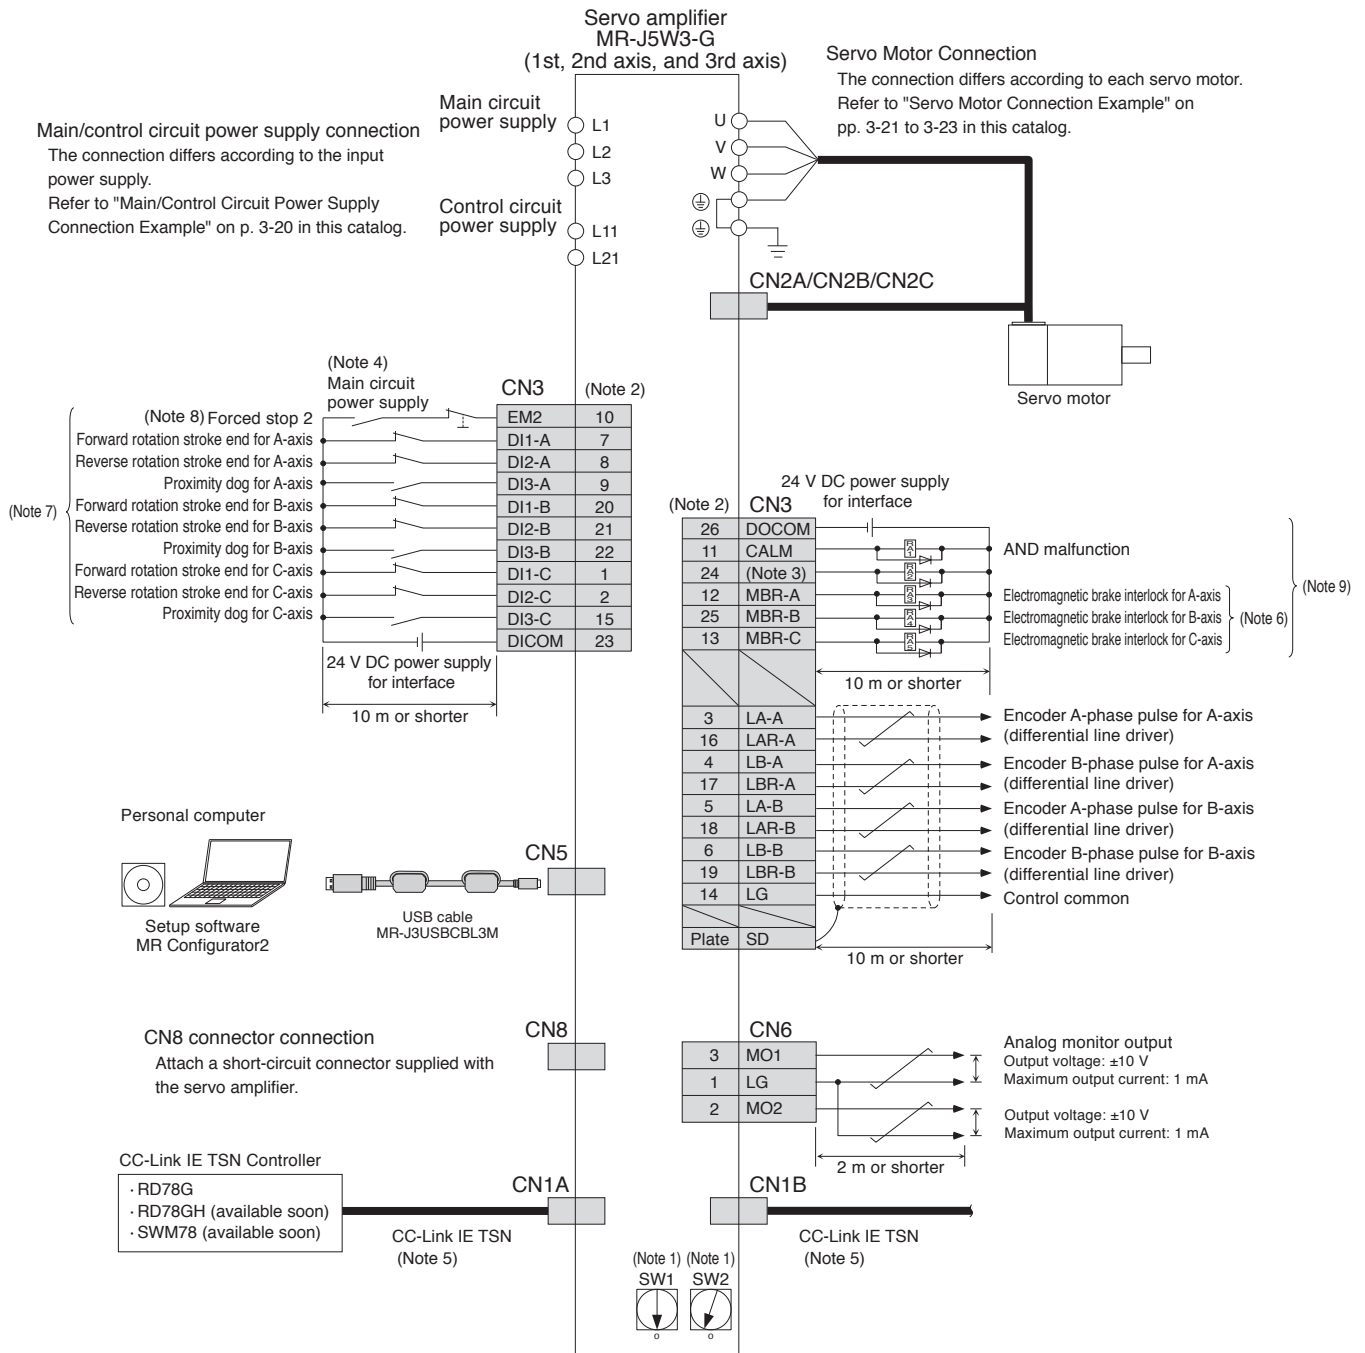 Servo amplifier
MR-J5W3-G
(1st, 2nd axis, and 3rd axis)
Main/control circuit power supply connection
The connection differs according to the input
power supply.
Refer to "Main/Control Circuit Power Supply
Connection Example" on p. 3-20 in this catalog.
Main circuit
power supply
L1
L2
L3
Control circuit
power supply
L11
L21
U
V
W
Servo Motor Connection
The connection differs according to each servo motor.
Refer to "Servo Motor Connection Example" on
pp. 3-21 to 3-23 in this catalog.
CN2A/CN2B/CN2C
Servo motor
(Note 4)
Main circuit
power supply
CN3
(Note 2)
(Note 7)
(Note 8) Forced stop 2 EM2 10
Forward rotation stroke end for A-axis DI1-A 7
Reverse rotation stroke end for A-axis DI2-A 8
Proximity dog for A-axis DI3-A 9
Forward rotation stroke end for B-axis DI1-B 20
Reverse rotation stroke end for B-axis DI2-B 21
Proximity dog for B-axis DI3-B 22
Forward rotation stroke end for C-axis DI1-C 1
Reverse rotation stroke end for C-axis DI2-C 2
Proximity dog for C-axis DI3-C 15
DICOM 23
24 V DC power supply
for interface
10 m or shorter
24 V DC power supply
for interface
(Note 2) CN3
26 DOCOM
11 CALM RA1 AND malfunction
24 (Note 3) RA2
12 MBR-A RA3 Electromagnetic brake interlock for A-axis
25 MBR-B RA4 Electromagnetic brake interlock for B-axis
13 MBR-C RA5 Electromagnetic brake interlock for C-axis
(Note 6)
(Note 9)
10 m or shorter
3 LA-A Encoder A-phase pulse for A-axis
16 LAR-A (differential line driver)
4 LB-A Encoder B-phase pulse for A-axis
17 LBR-A (differential line driver)
5 LA-B Encoder A-phase pulse for B-axis
18 LAR-B (differential line driver)
6 LB-B Encoder B-phase pulse for B-axis
19 LBR-B (differential line driver)
14 LG Control common
Plate SD
10 m or shorter
Personal computer
Setup software
MR Configurator2
USB cable
MR-J3USBCBL3M
CN5
CN8 connector connection
Attach a short-circuit connector supplied with
the servo amplifier.
CN8
CN6
3 MO1
1 LG
2 MO2
Analog monitor output
Output voltage: ±10 V
Maximum output current: 1 mA
Output voltage: ±10 V
Maximum output current: 1 mA
2 m or shorter
CC-Link IE TSN Controller
· RD78G
· RD78GH (available soon)
· SWM78 (available soon)
CN1A
CC-Link IE TSN
(Note 5)
CN1B
CC-Link IE TSN
(Note 5)
(Note 1) (Note 1)
SW1 SW2
0 0